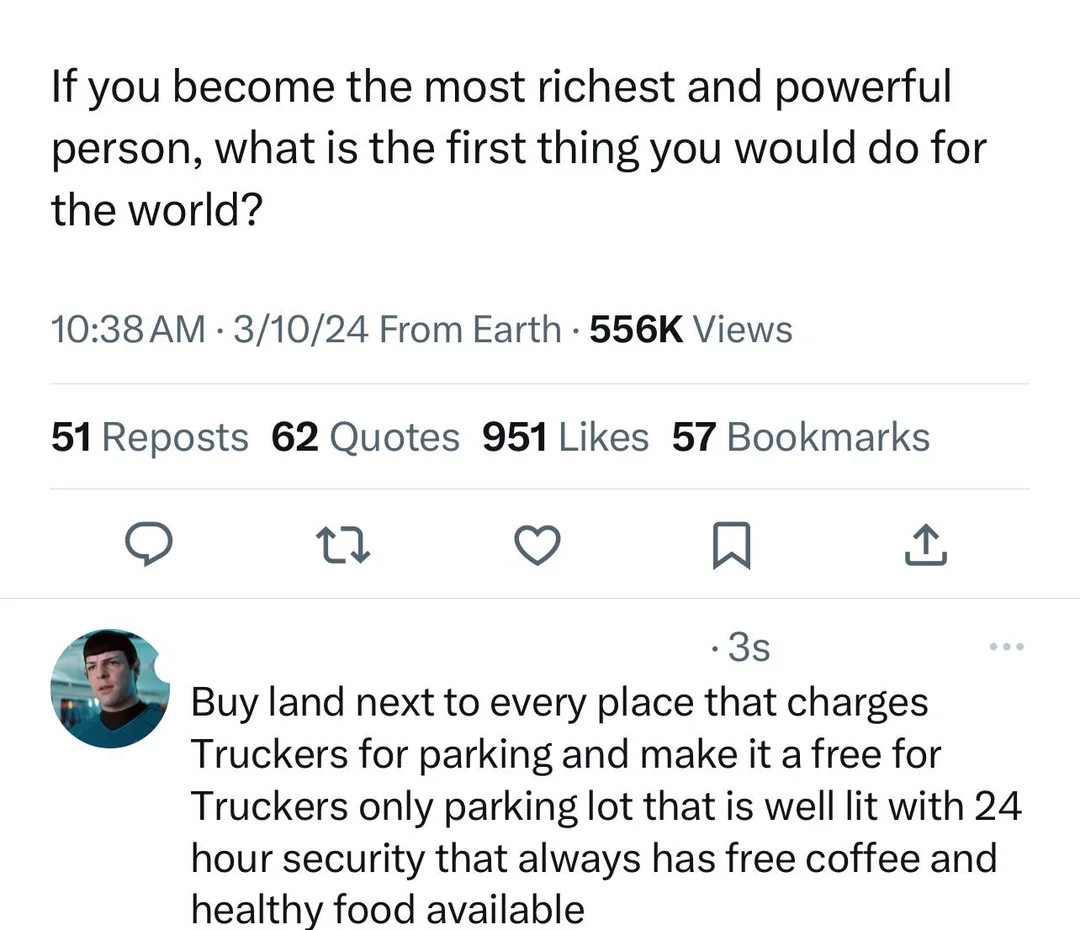 If you become the most richest and powerful
person, what is the first thing you would do for
the world?
10:38 AM · 3/10/24 From Earth · 556K Views
51 Reposts 62 Quotes 951 Likes 57 Bookmarks
· 3s
Buy land next to every place that charges
Truckers for parking and make it a free for
Truckers only parking lot that is well lit with 24
hour security that always has free coffee and
healthy food available